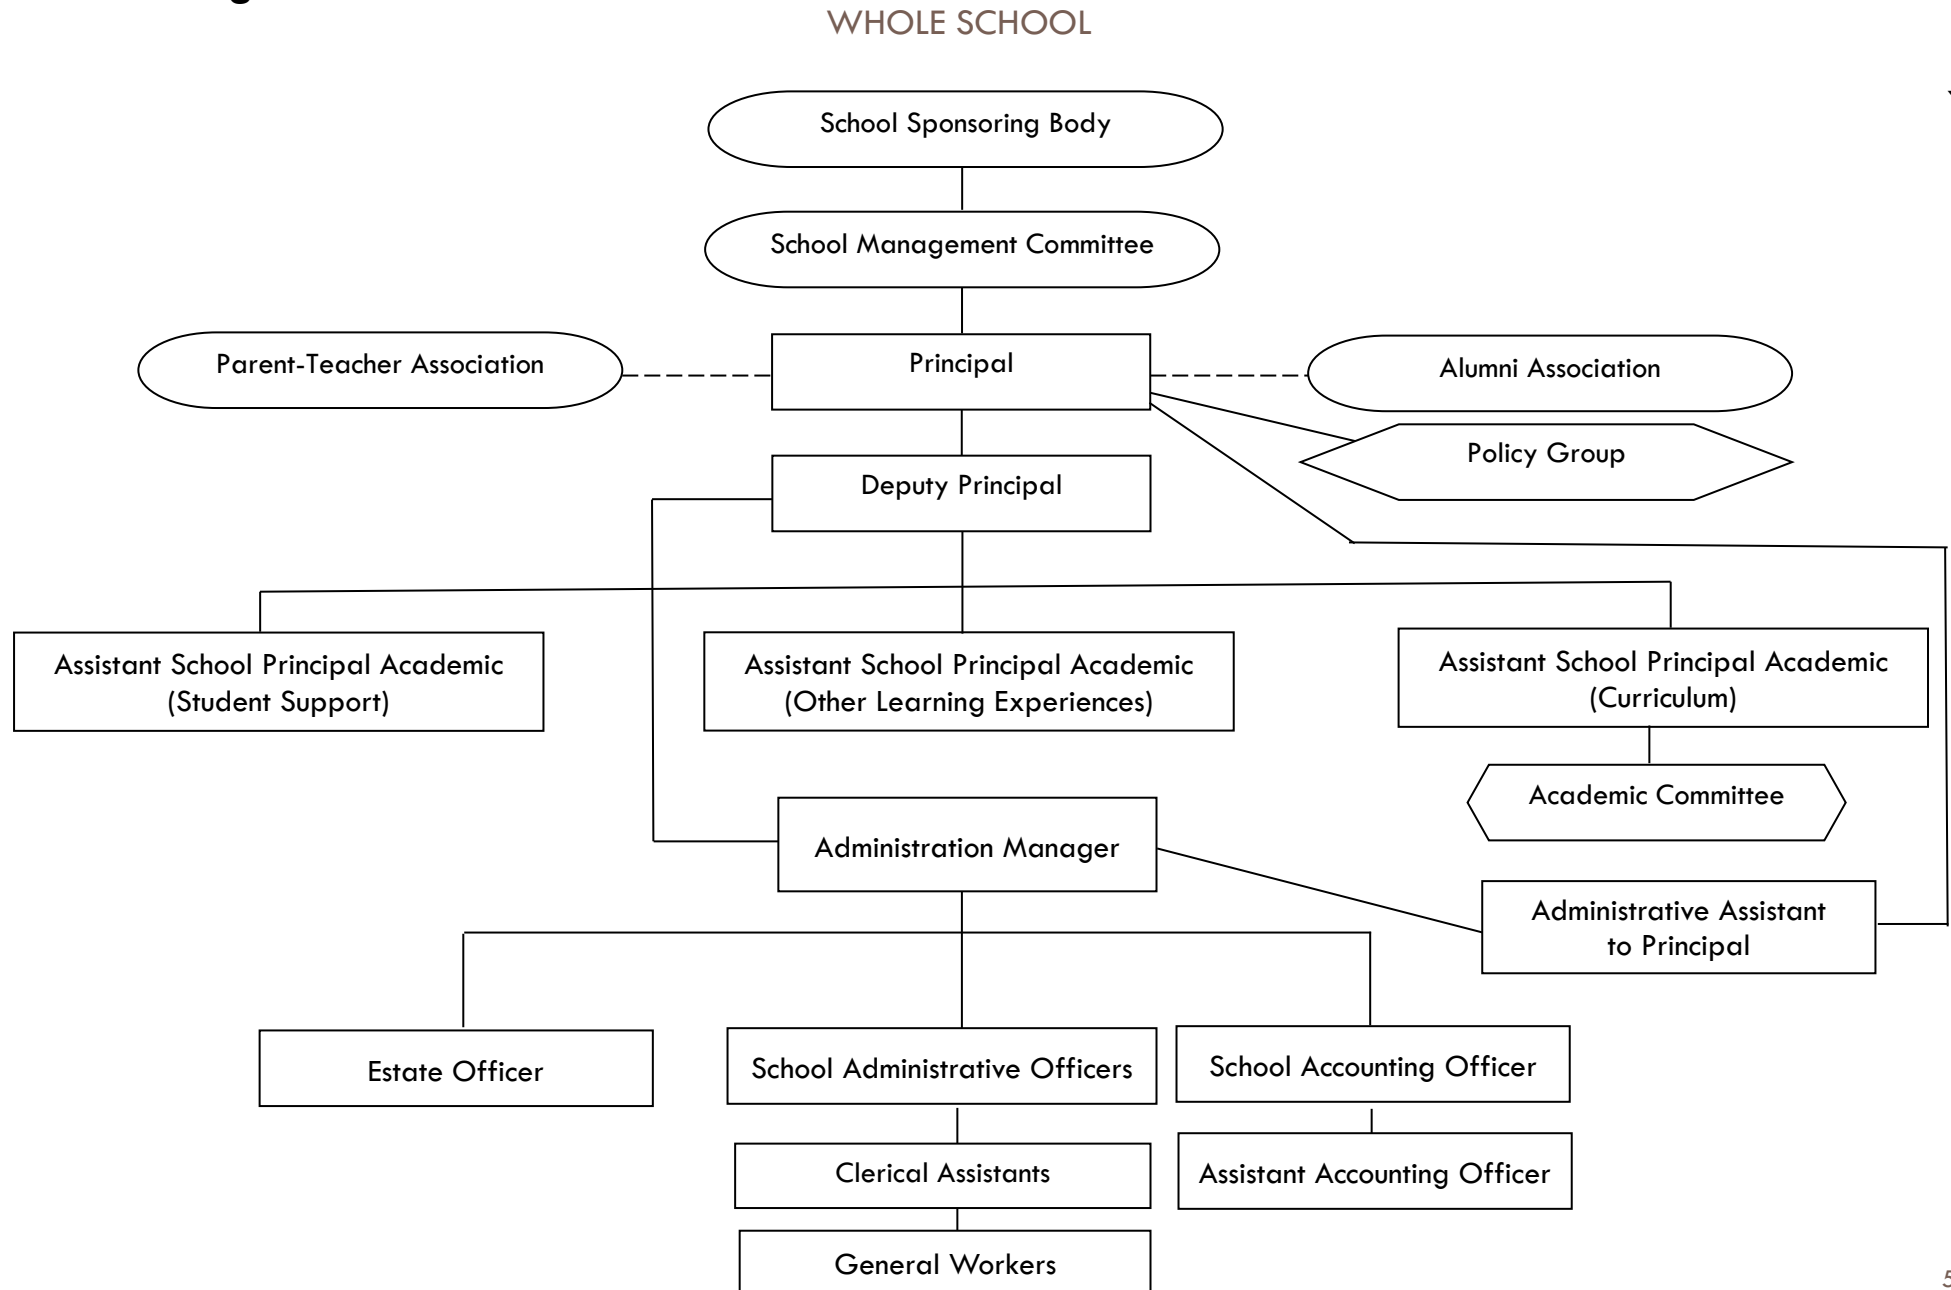 WHOLE SCHOOL
School Sponsoring Body
School Management Committee
Parent-Teacher Association
Principal
Alumni Association
Policy Group
Deputy Principal
Assistant School Principal Academic
(Student Support)
Assistant School Principal Academic
(Other Learning Experiences)
Assistant School Principal Academic
(Curriculum)
Academic Committee
Administration Manager
Administrative Assistant
to Principal
Estate Officer
School Administrative Officers
School Accounting Officer
Clerical Assistants
Assistant Accounting Officer
General Workers
5